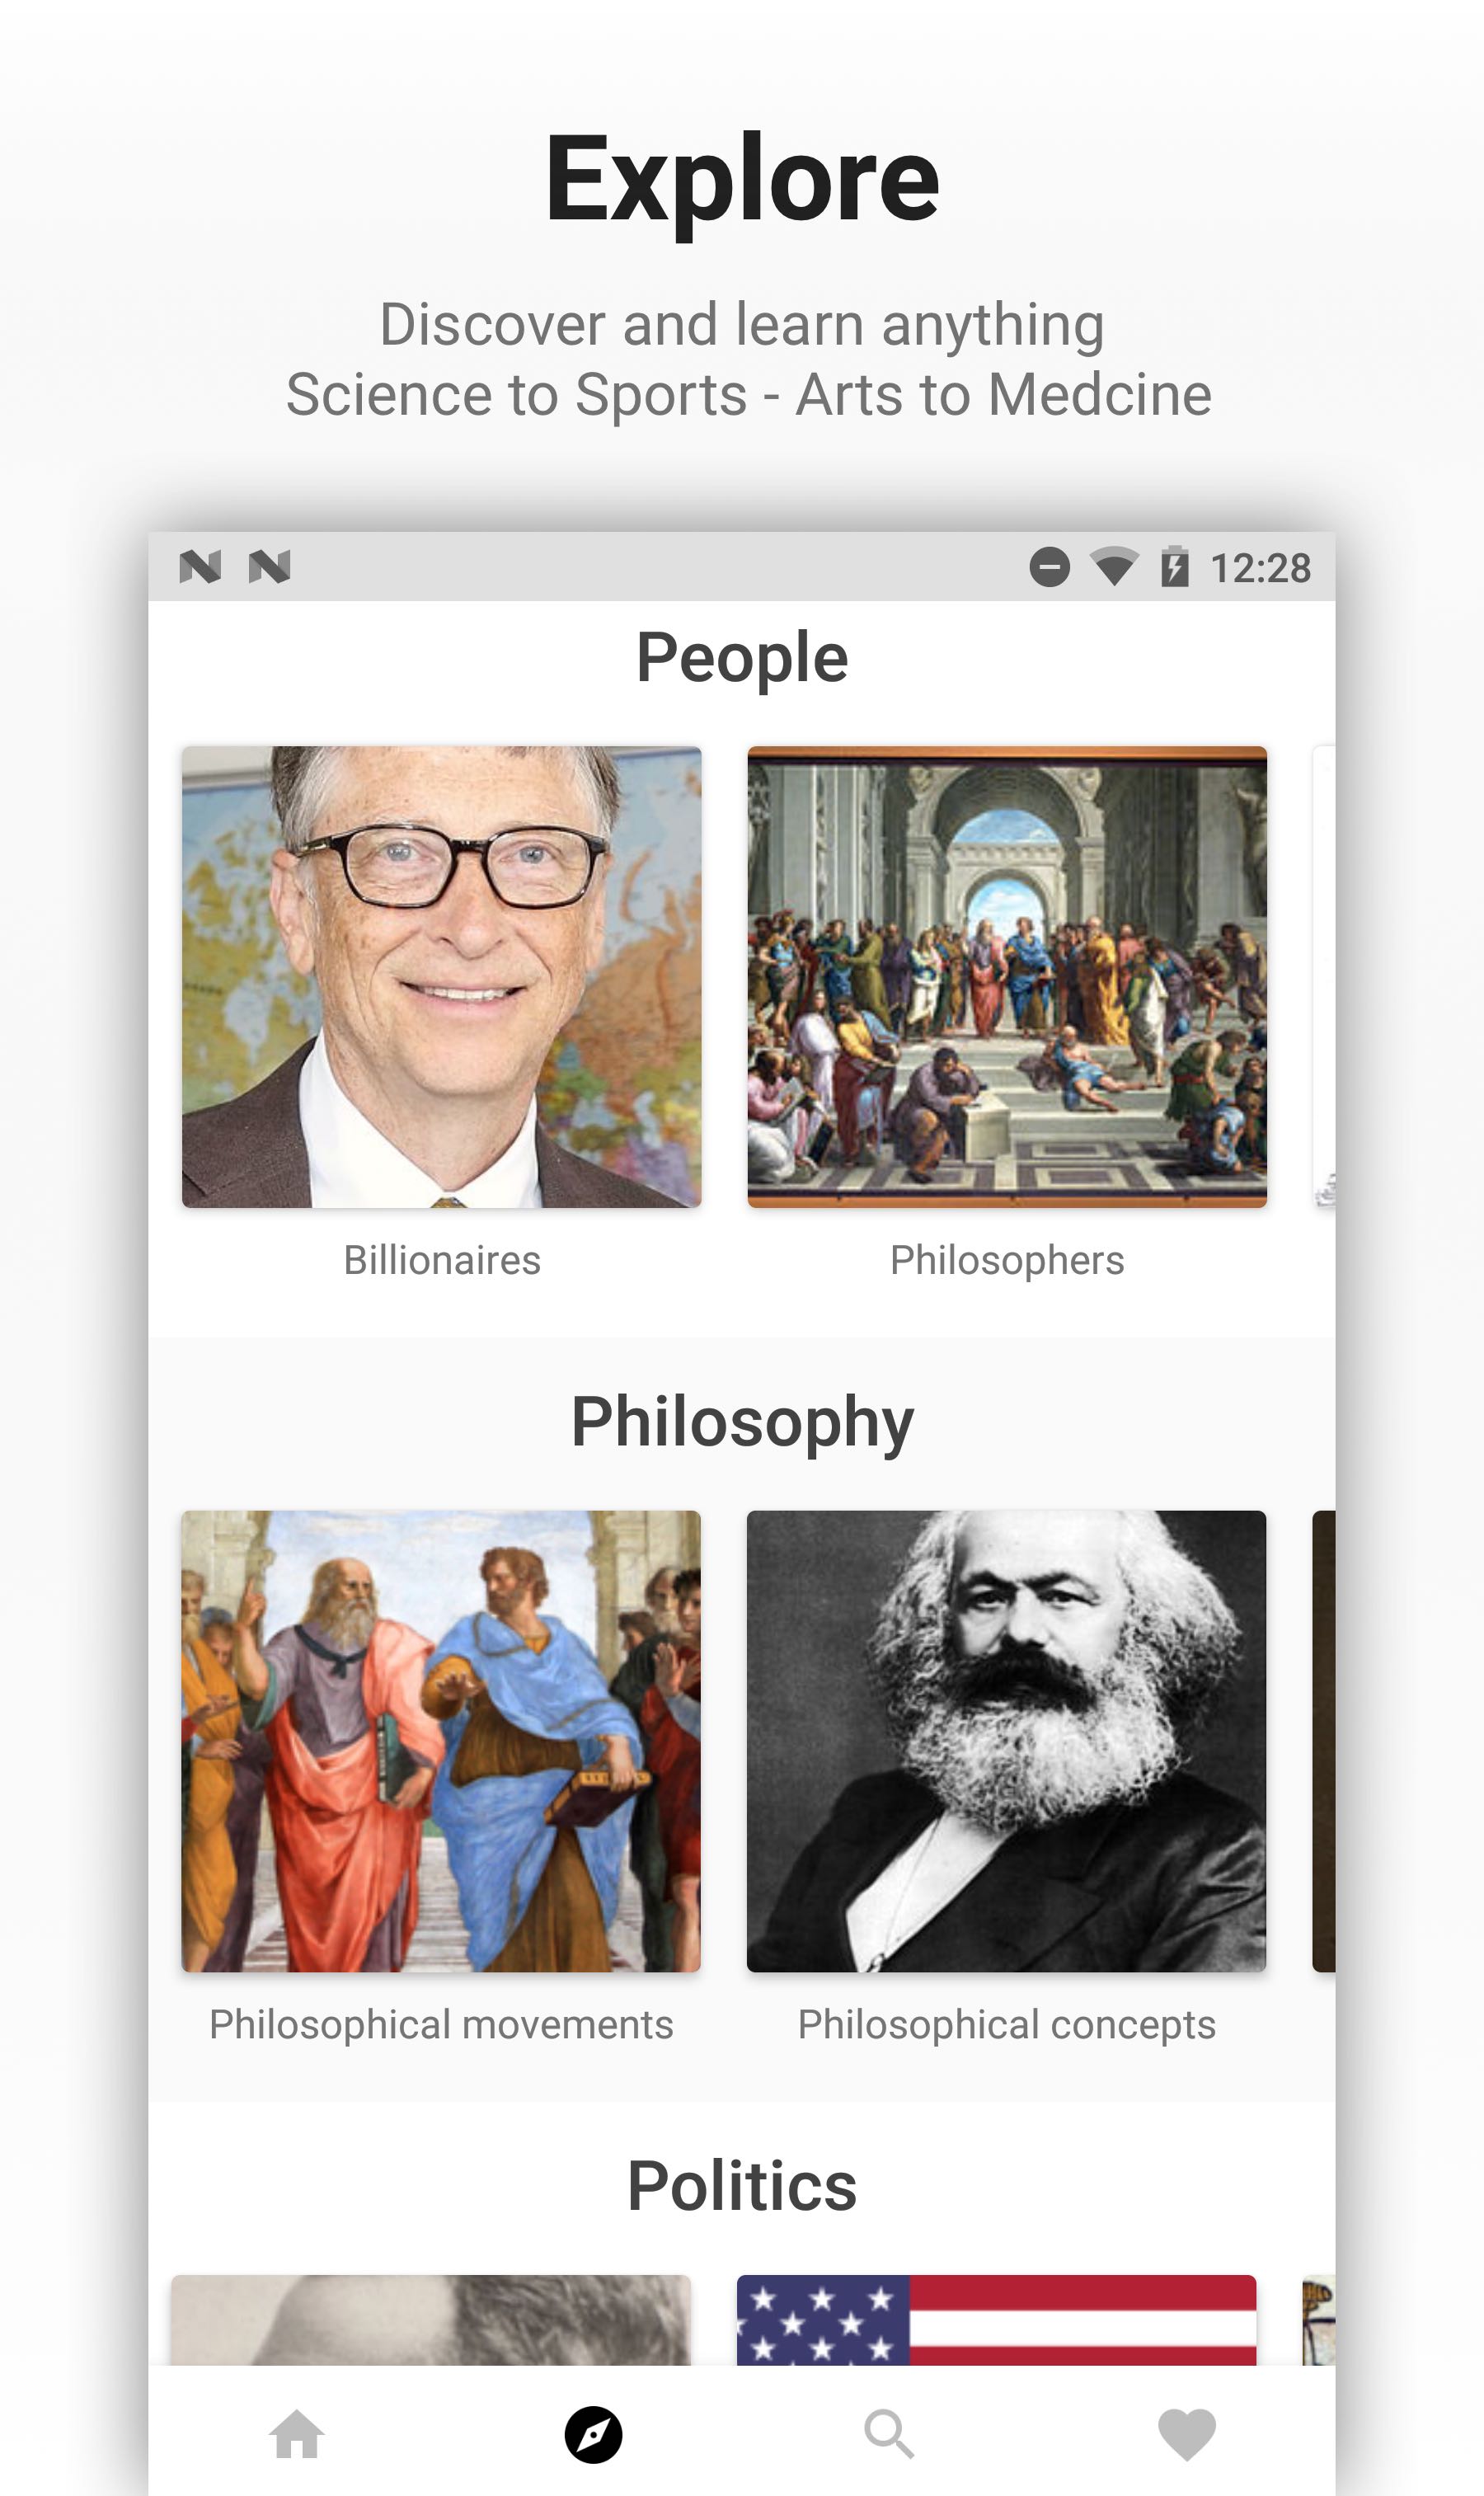 Explore
Discover and learn anything
Science to Sports - Arts to Medcine
12:28
People
Billionaires
Philosophers
Philosophy
Philosophical movements
Philosophical concepts
Politics